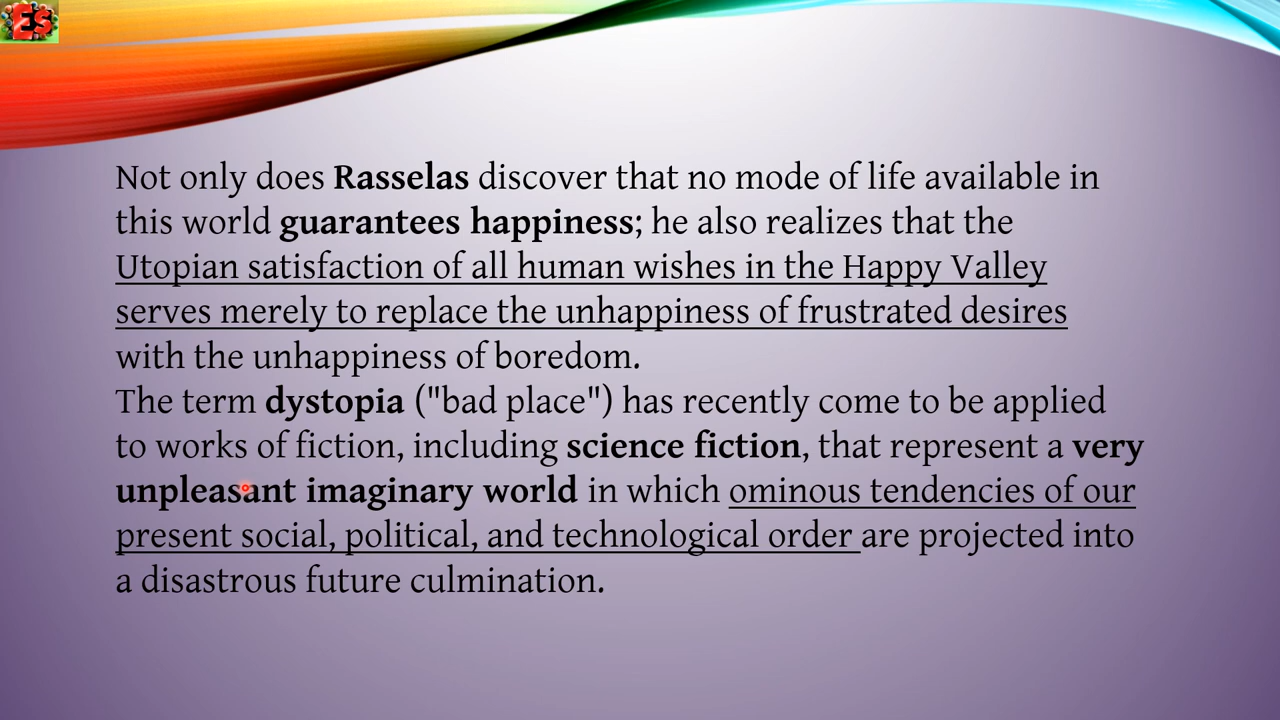 ES
Not only does Rasselas discover that no mode of life available in
this world guarantees happiness; he also realizes that the
Utopian satisfaction of all human wishes in the Happy Valley
serves merely to replace the unhappiness of frustrated desires
with the unhappiness of boredom.
The term dystopia ("bad place") has recently come to be applied
to works of fiction, including science fiction, that represent a very
unpleasant imaginary world in which ominous tendencies of our
present social, political, and technological order are projected into
a disastrous future culmination.